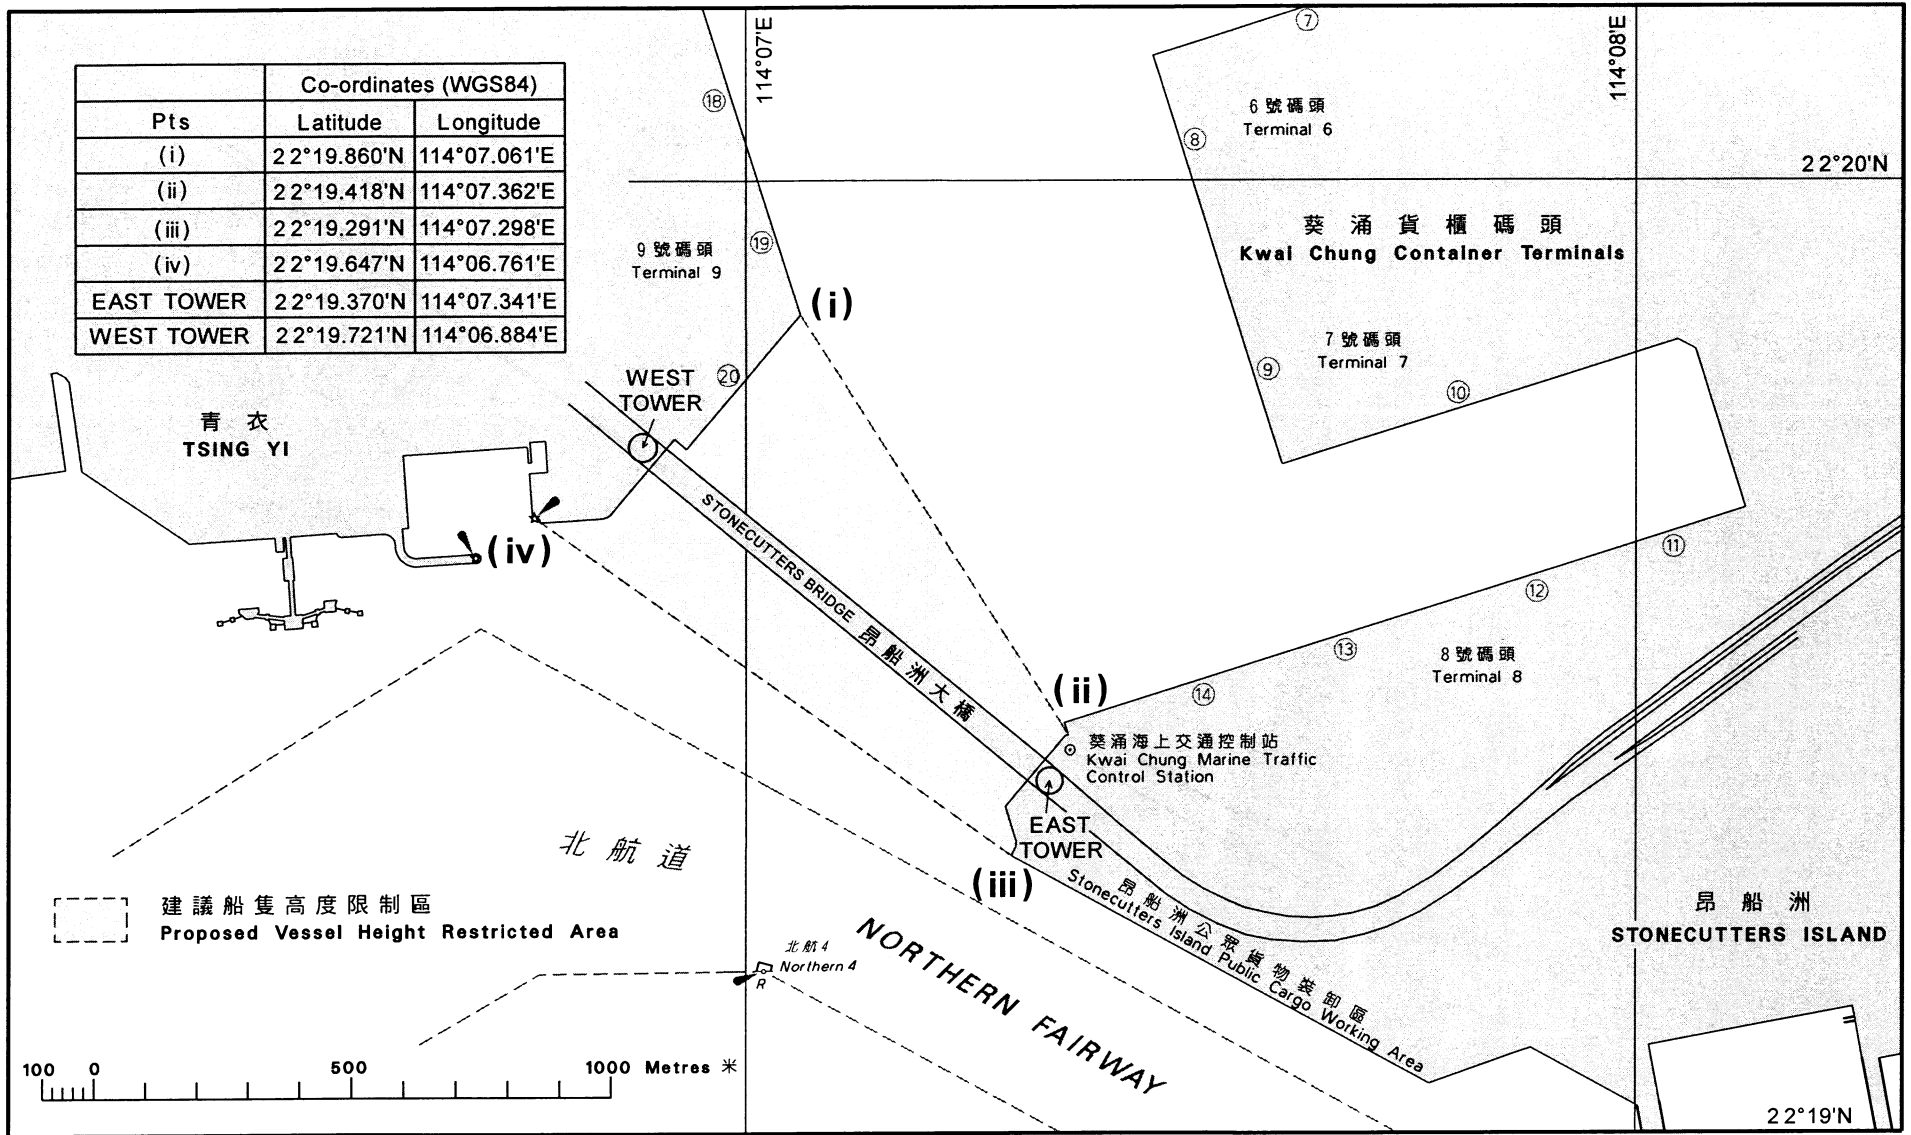 Co-ordinates (WGS84)
Pts Latitude Longitude
(i) 22°19.860'N 114°07.061'E
(ii) 22°19.418'N 114°07.362'E
(iii) 22°19.291'N 114°07.298'E
(iv) 22°19.647'N 114°06.761'E
EAST TOWER 22°19.370'N 114°07.341'E
WEST TOWER 22°19.721'N 114°06.884'E
114°07'E
114°08'E
22°20'N
22°19'N
7
18
8
6 號碼頭
Terminal 6
葵涌貨櫃碼頭
Kwai Chung Container Terminals
9 號碼頭
Terminal 9
19
(i)
7 號碼頭
Terminal 7
9
10
20
WEST
TOWER
青衣
TSING YI
(iv)
STONECUTTERS BRIDGE 昂船洲大橋
11
12
13
14
8 號碼頭
Terminal 8
(ii)
葵涌海上交通控制站
Kwai Chung Marine Traffic
Control Station
EAST
TOWER
(iii)
昂船洲公眾貨物裝卸區
Stonecutters Island Public Cargo Working Area
北航道
NORTHERN FAIRWAY
昂船洲
STONECUTTERS ISLAND
建議船隻高度限制區
Proposed Vessel Height Restricted Area
北航 4
Northern 4
R
100 0 500 1000 Metres 米